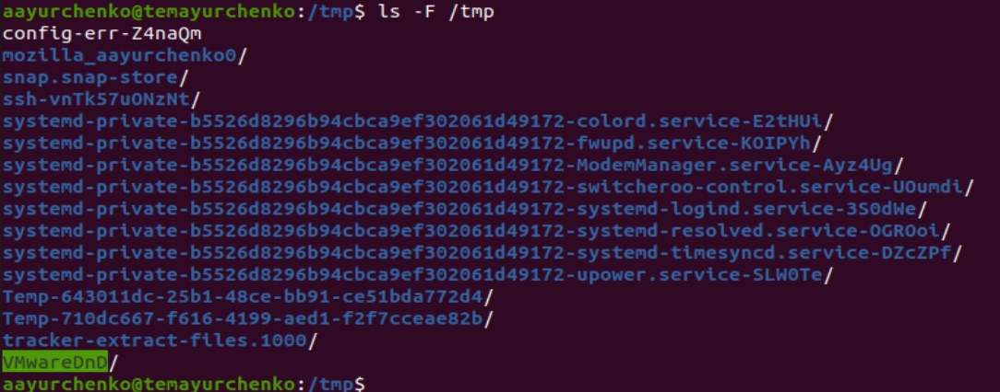 aayurchenko@temayurchenko:/tmp$ ls -F /tmp
config-err-Z4naQm
mozilla_aayurchenko0/
snap.snap-store/
ssh-vnTk57uONzNt/
systemd-private-b5526d8296b94cbca9ef302061d49172-colord.service-E2tHUi/
systemd-private-b5526d8296b94cbca9ef302061d49172-fwupd.service-KOIPYh/
systemd-private-b5526d8296b94cbca9ef302061d49172-ModemManager.service-Ayz4Ug/
systemd-private-b5526d8296b94cbca9ef302061d49172-switcheroo-control.service-UOumdi/
systemd-private-b5526d8296b94cbca9ef302061d49172-systemd-logind.service-3S0dWe/
systemd-private-b5526d8296b94cbca9ef302061d49172-systemd-resolved.service-OGROoi/
systemd-private-b5526d8296b94cbca9ef302061d49172-systemd-timesyncd.service-DZcZPf/
systemd-private-b5526d8296b94cbca9ef302061d49172-upower.service-SLW0Te/
Temp-643011dc-25b1-48ce-bb91-ce51bda772d4/
Temp-710dc667-f616-4199-aed1-f2f7cceae82b/
tracker-extract-files.1000/
VMwareDnD/
aayurchenko@temayurchenko:/tmp$